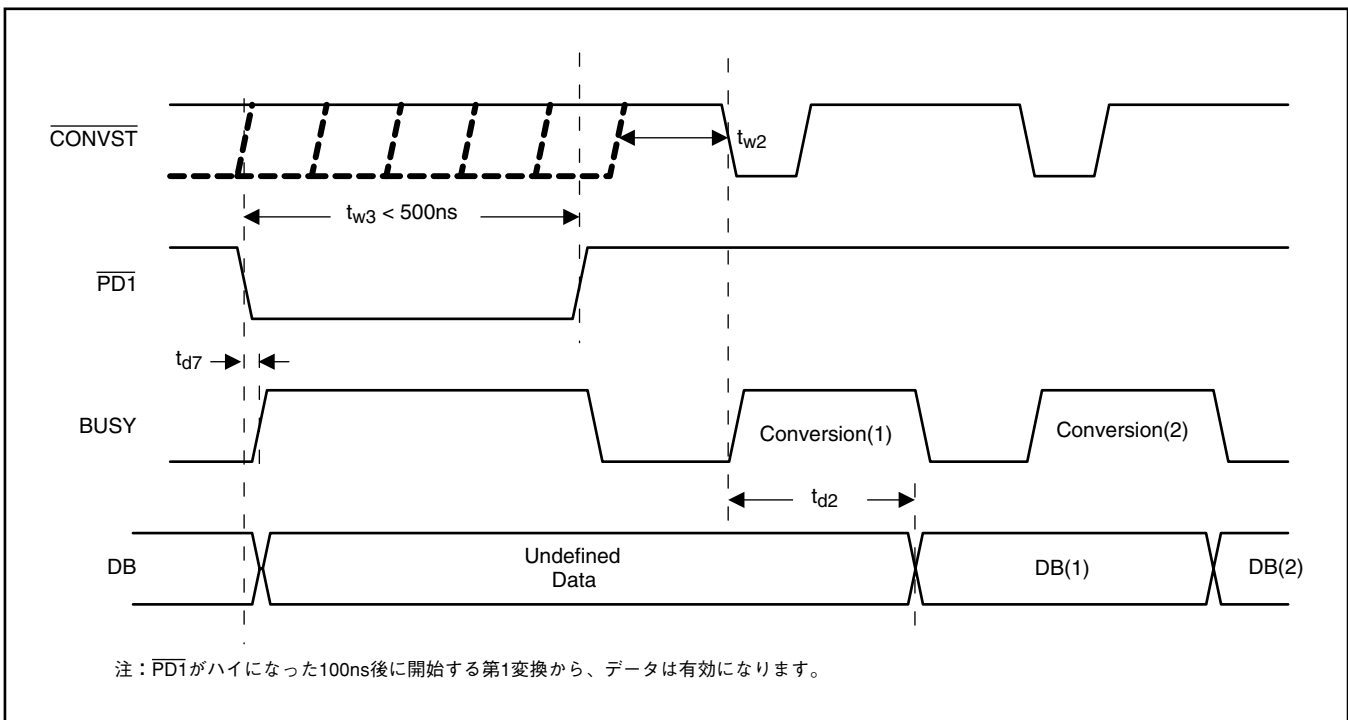 CONVST
tw2
tw3 < 500ns
PD1
td7
BUSY
Conversion(1)
Conversion(2)
td2
DB
Undefined
Data
DB(1)
DB(2)
注：PD1がハイになった100ns後に開始する第1変換から、データは有効になります。